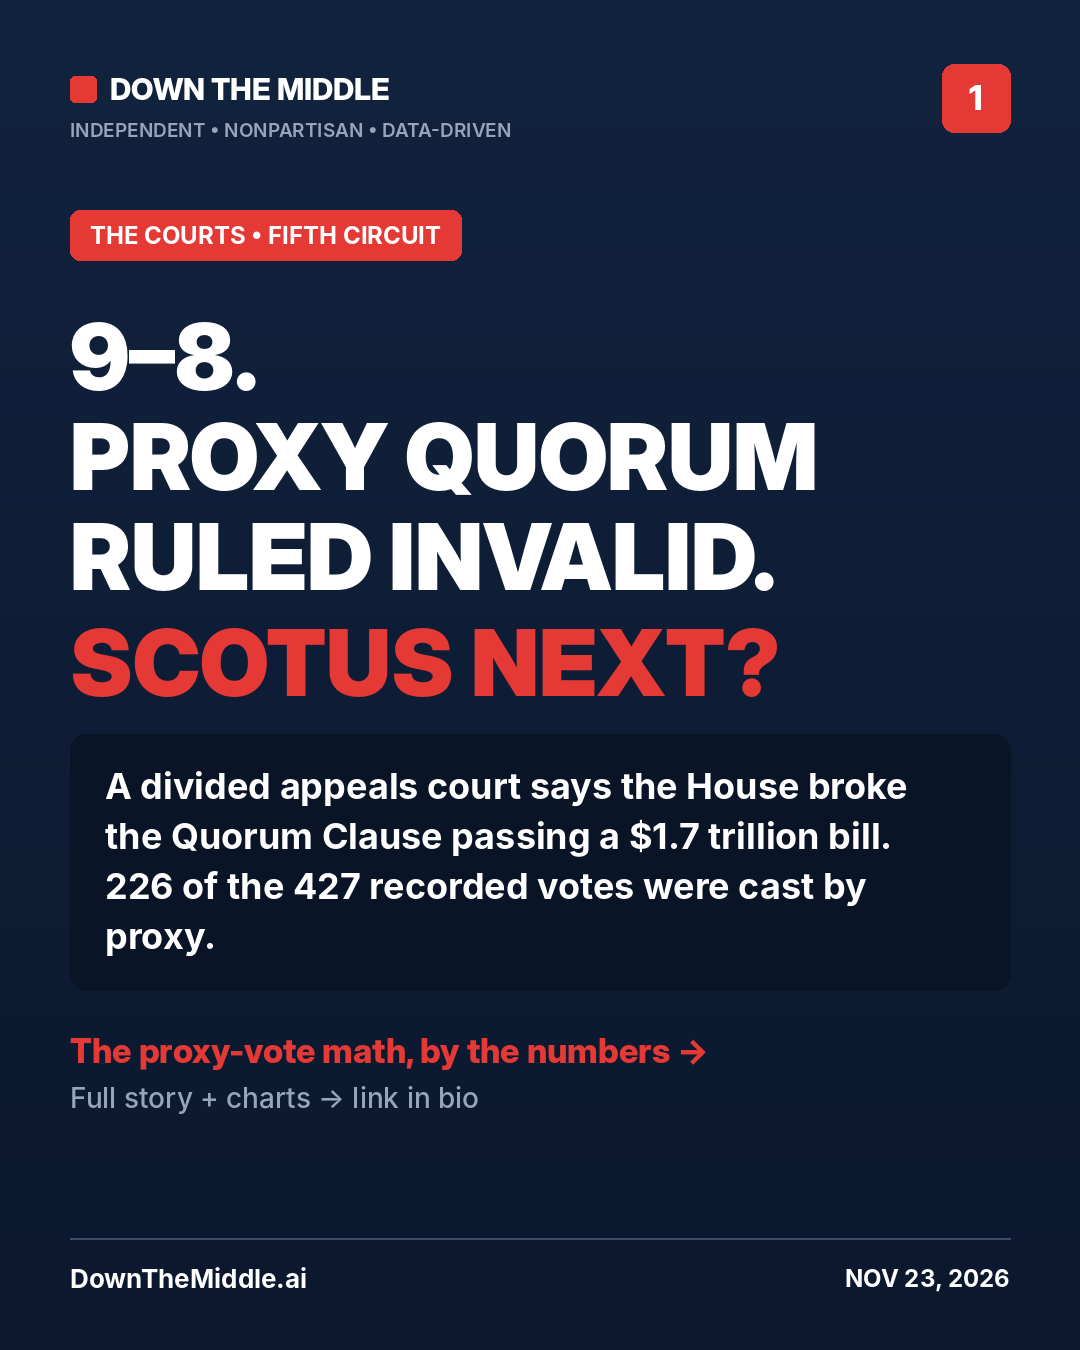 DOWN THE MIDDLE
1
INDEPENDENT • NONPARTISAN • DATA-DRIVEN
THE COURTS • FIFTH CIRCUIT
9–8.
PROXY QUORUM
RULED INVALID.
SCOTUS NEXT?
A divided appeals court says the House broke
the Quorum Clause passing a $1.7 trillion bill.
226 of the 427 recorded votes were cast by
proxy.
The proxy-vote math, by the numbers →
Full story + charts → link in bio
DownTheMiddle.ai
NOV 23, 2026